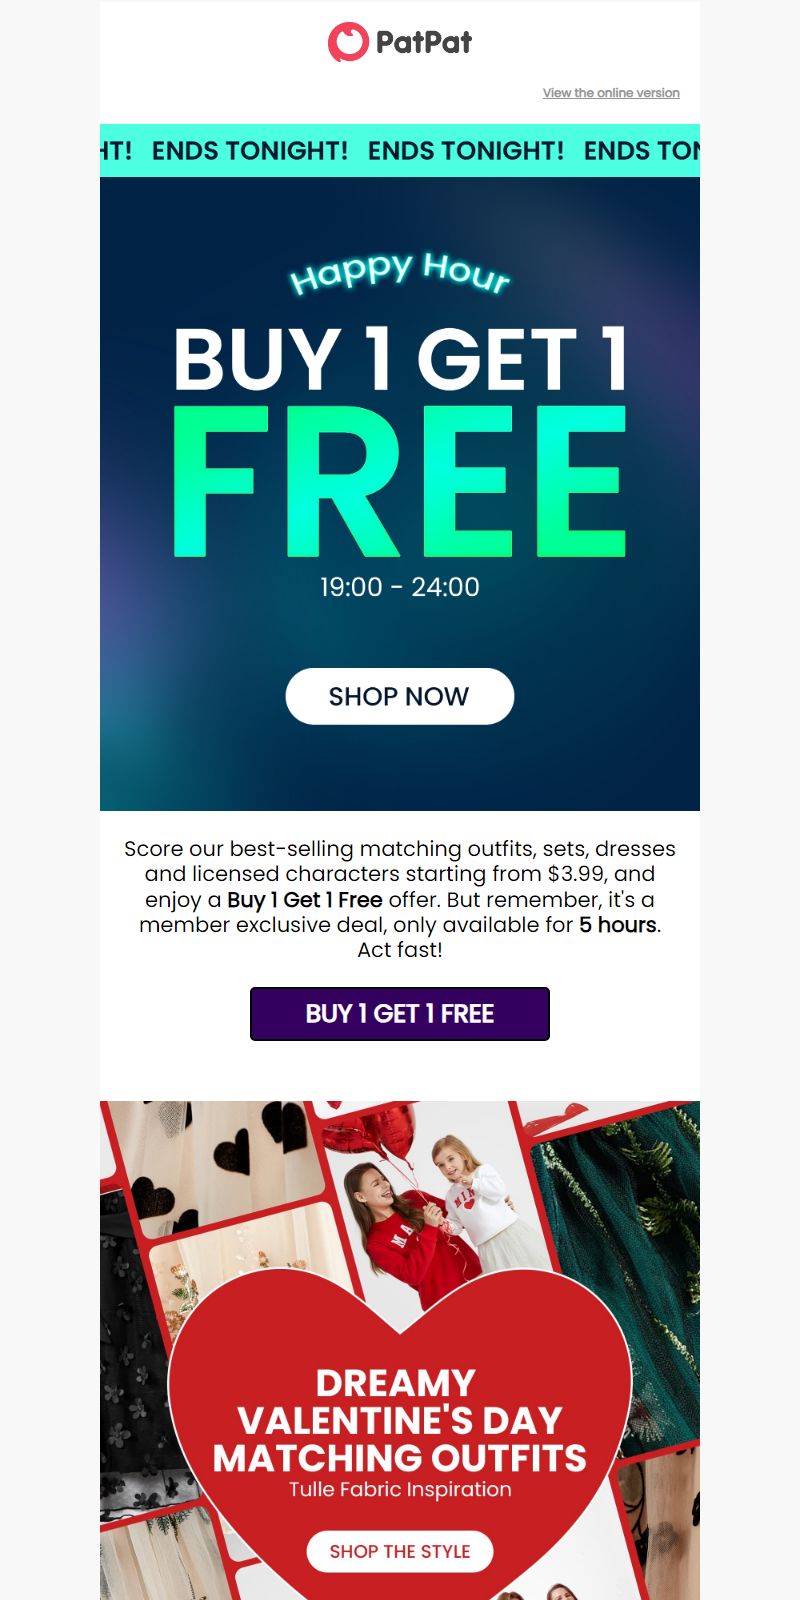 PatPat
View the online version
HT! ENDS TONIGHT! ENDS TONIGHT! ENDS TON
Happy Hour
BUY 1 GET 1
FREE
19:00 - 24:00
SHOP NOW
Score our best-selling matching outfits, sets, dresses
and licensed characters starting from $3.99, and
enjoy a Buy 1 Get 1 Free offer. But remember, it's a
member exclusive deal, only available for 5 hours.
Act fast!
BUY 1 GET 1 FREE
MA
MINI
DREAMY
VALENTINE'S DAY
MATCHING OUTFITS
Tulle Fabric Inspiration
SHOP THE STYLE